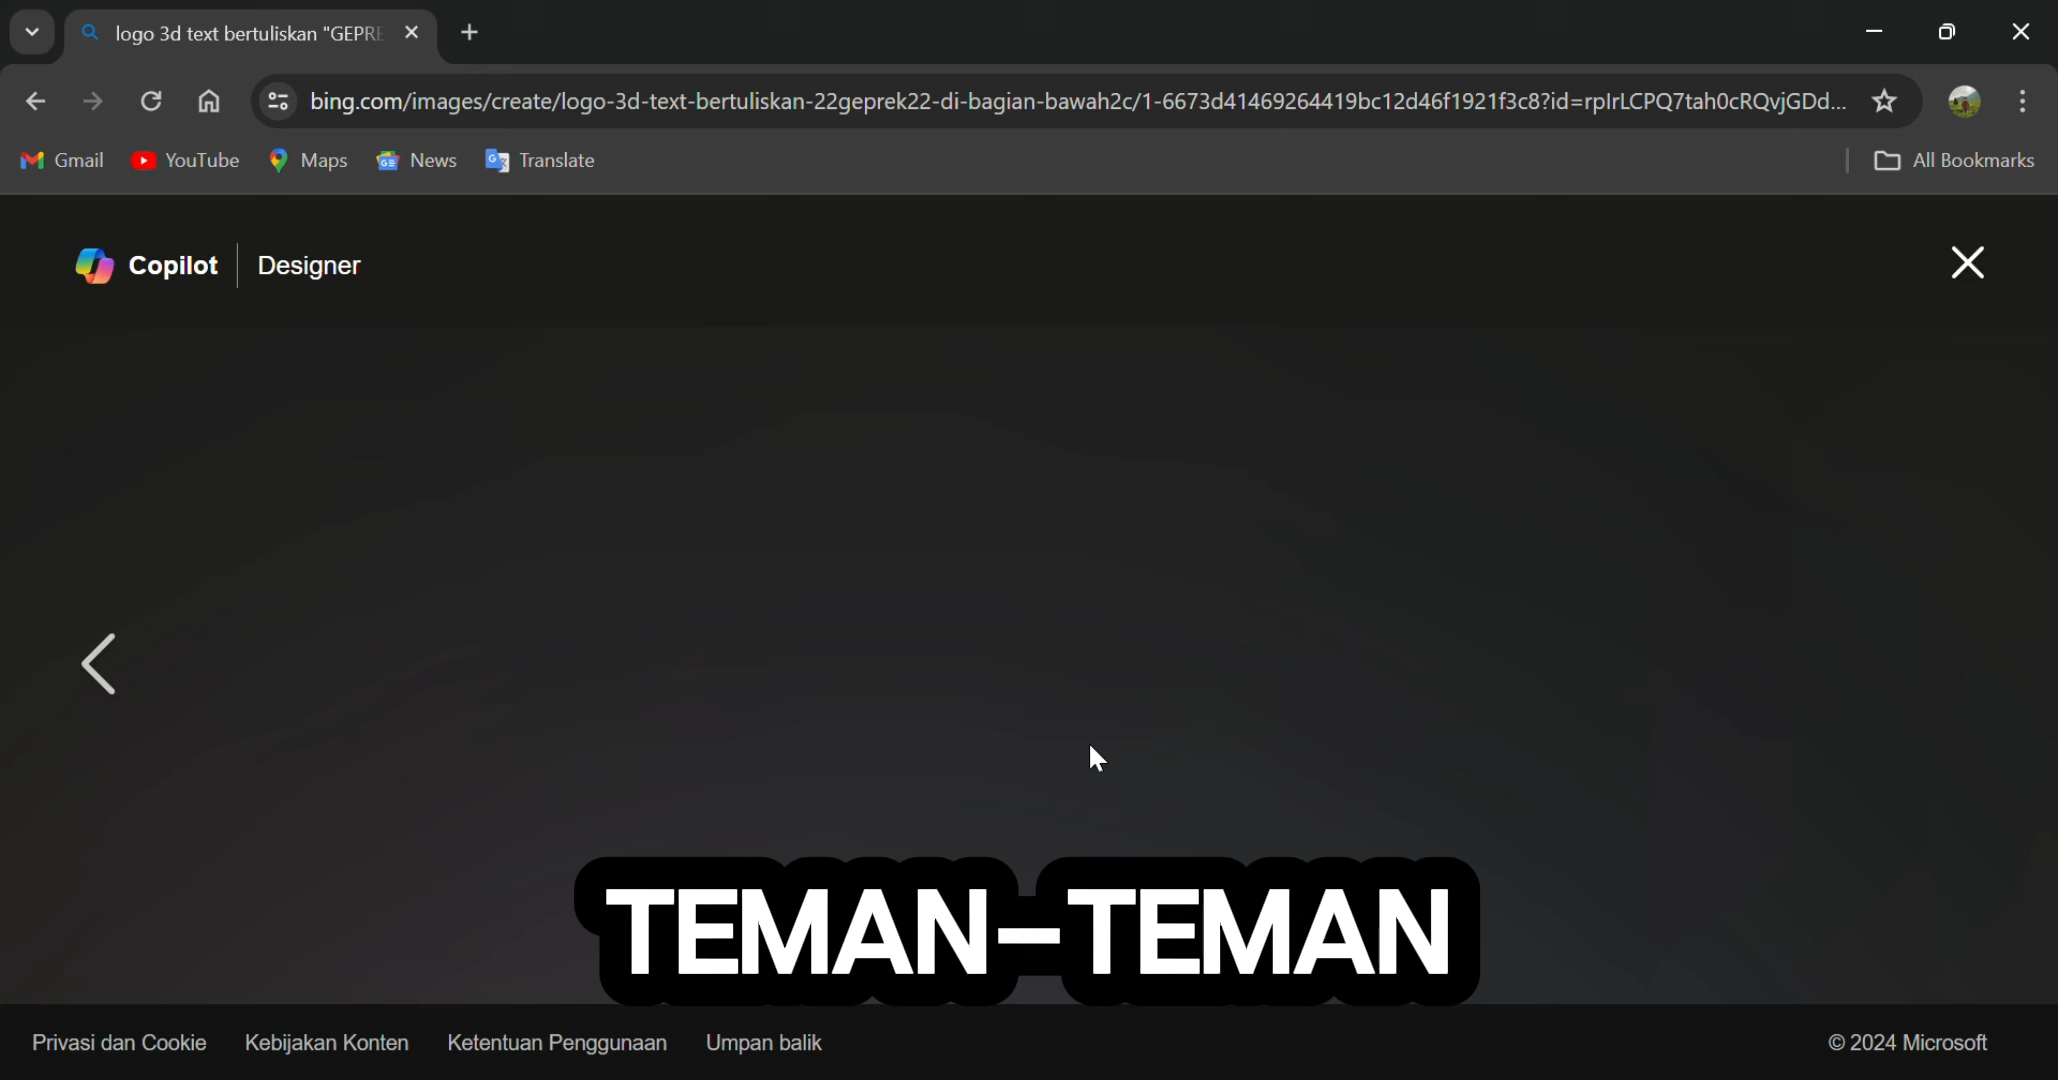 logo 3d text bertuliskan "GEPRE
bing.com/images/create/logo-3d-text-bertuliskan-22geprek22-di-bagian-bawah2c/1-6673d41469264419bc12d46f1921f3c8?id=rpIrLCPQ7tah0cRQvjGDd...
Gmail YouTube Maps News Translate All Bookmarks
Copilot Designer
TEMAN-TEMAN
Privasi dan Cookie Kebijakan Konten Ketentuan Penggunaan Umpan balik © 2024 Microsoft